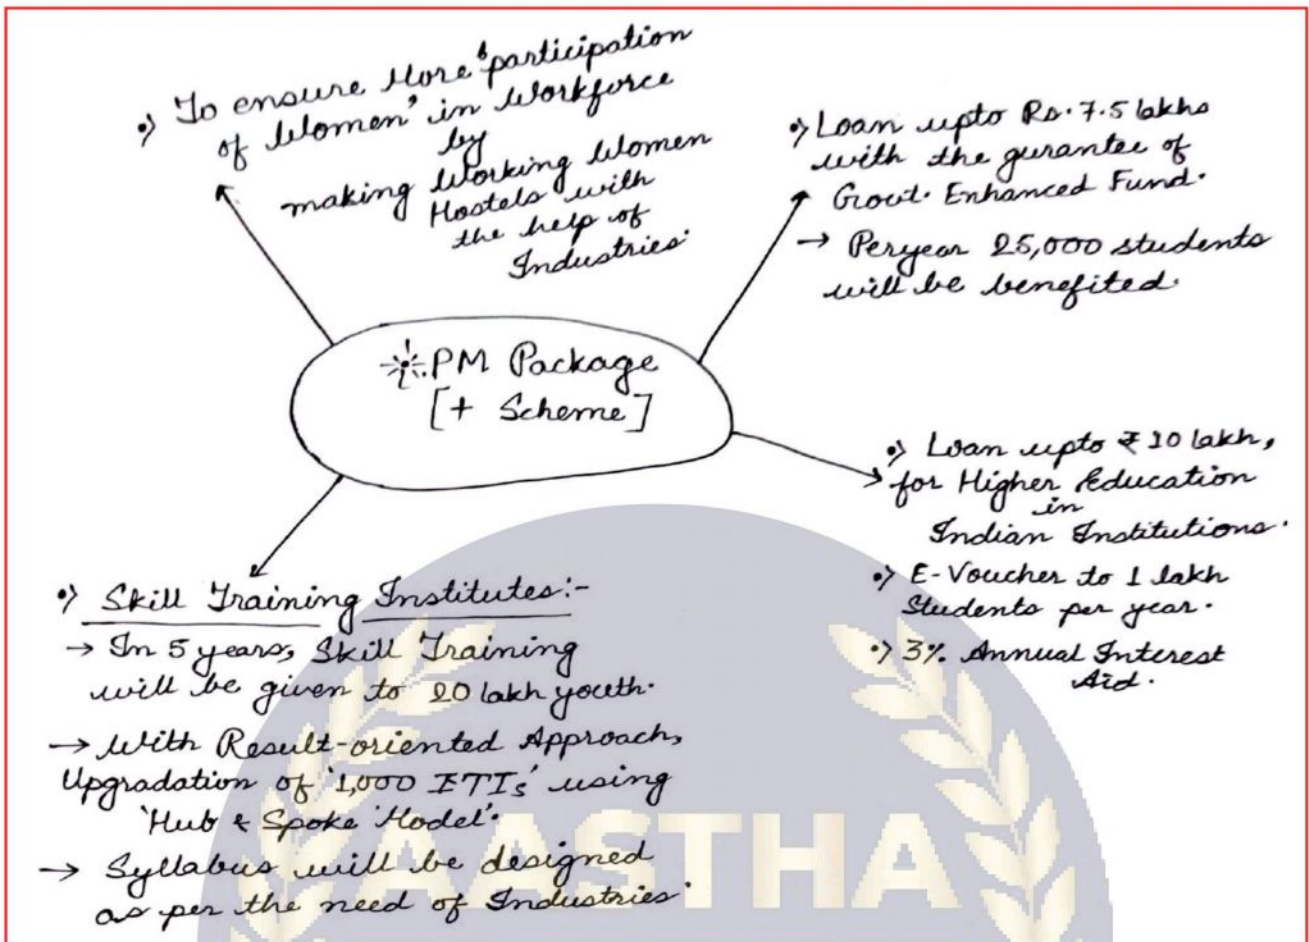 •) To ensure More 'participation
of Women' in Workforce
by
making Working Women
Hostels with
the help of
Industries.
•) Loan upto Rs. 7.5 lakhs
with the gurantee of
Govt. Enhanced Fund.
→ Per year 25,000 students
will be benefited.
PM Package
[+ Scheme]
•) Loan upto ₹ 10 lakh,
for Higher Education
in
Indian Institutions.
•) E-Voucher to 1 lakh
Students per year.
•) 3% Annual Interest
Aid.
•) Skill Training Institutes:-
→ In 5 years, Skill Training
will be given to 20 lakh youth.
→ With Result-oriented Approach,
Upgradation of '1,000 ITIs' using
'Hub & Spoke Model'.
→ Syllabus will be designed
as per the need of Industries.
AASTHA